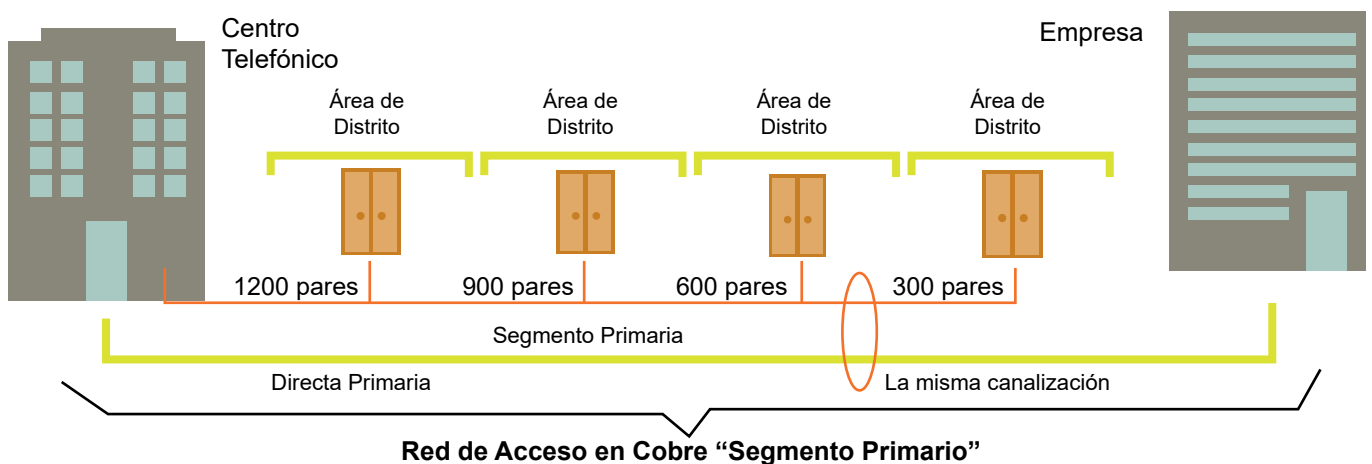 Centro
Telefónico
Empresa
Área de
Distrito
Área de
Distrito
Área de
Distrito
Área de
Distrito
1200 pares
900 pares
600 pares
300 pares
Segmento Primaria
Directa Primaria
La misma canalización
Red de Acceso en Cobre “Segmento Primario”